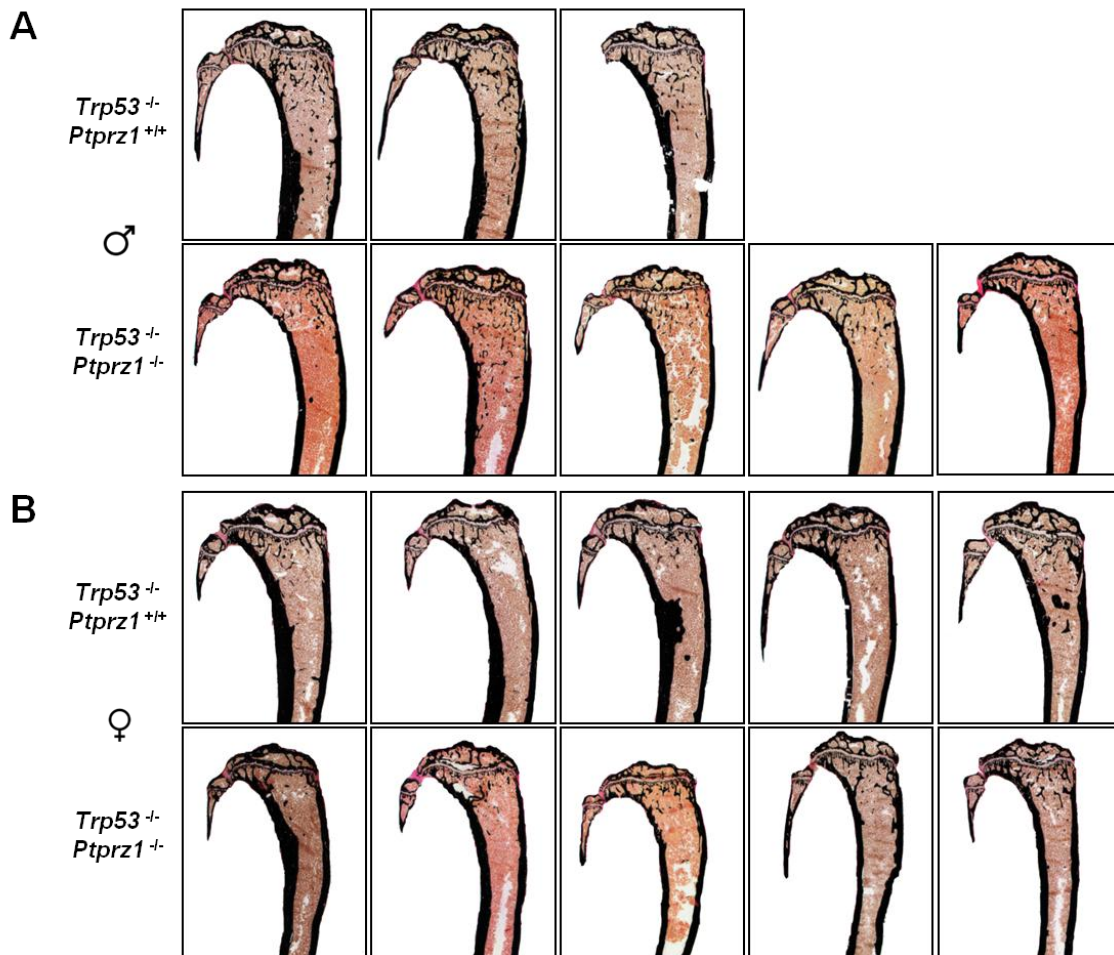 A
Trp53 -/-
Ptprz1 +/+
♂
Trp53 -/-
Ptprz1 -/-
B
Trp53 -/-
Ptprz1 +/+
♀
Trp53 -/-
Ptprz1 -/-